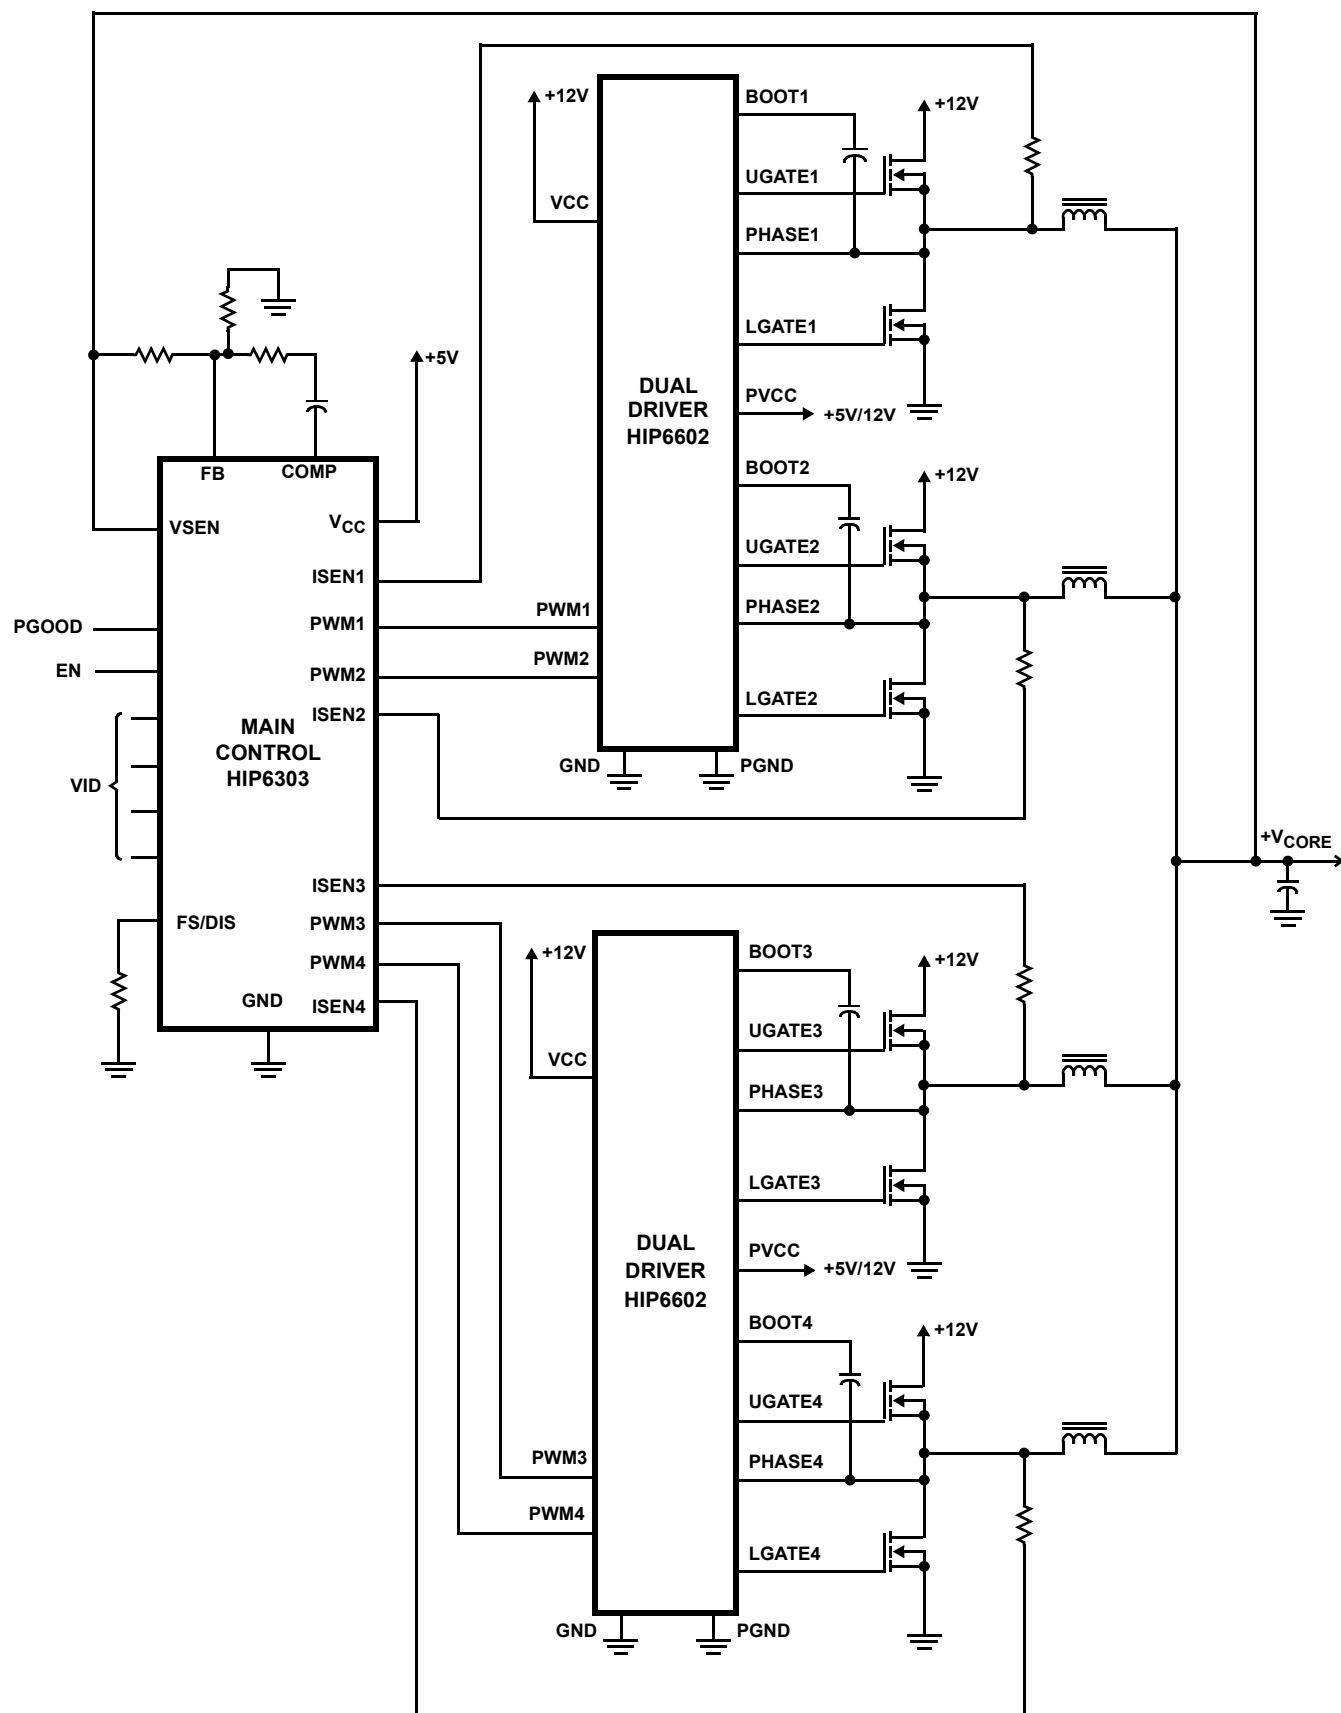 +12V
BOOT1
+12V
UGATE1
VCC
PHASE1
LGATE1
+5V
DUAL
DRIVER
HIP6602
PVCC
+5V/12V
FB
COMP
BOOT2
+12V
VSEN
VCC
UGATE2
ISEN1
PHASE2
PWM1
PWM1
PGOOD
PWM2
PWM2
EN
LGATE2
ISEN2
MAIN
CONTROL
HIP6303
VID
GND
PGND
+VCORE
ISEN3
FS/DIS
PWM3
PWM4
GND
ISEN4
+12V
BOOT3
+12V
UGATE3
VCC
PHASE3
LGATE3
DUAL
DRIVER
HIP6602
PVCC
+5V/12V
BOOT4
+12V
UGATE4
PWM3
PHASE4
PWM4
LGATE4
GND
PGND